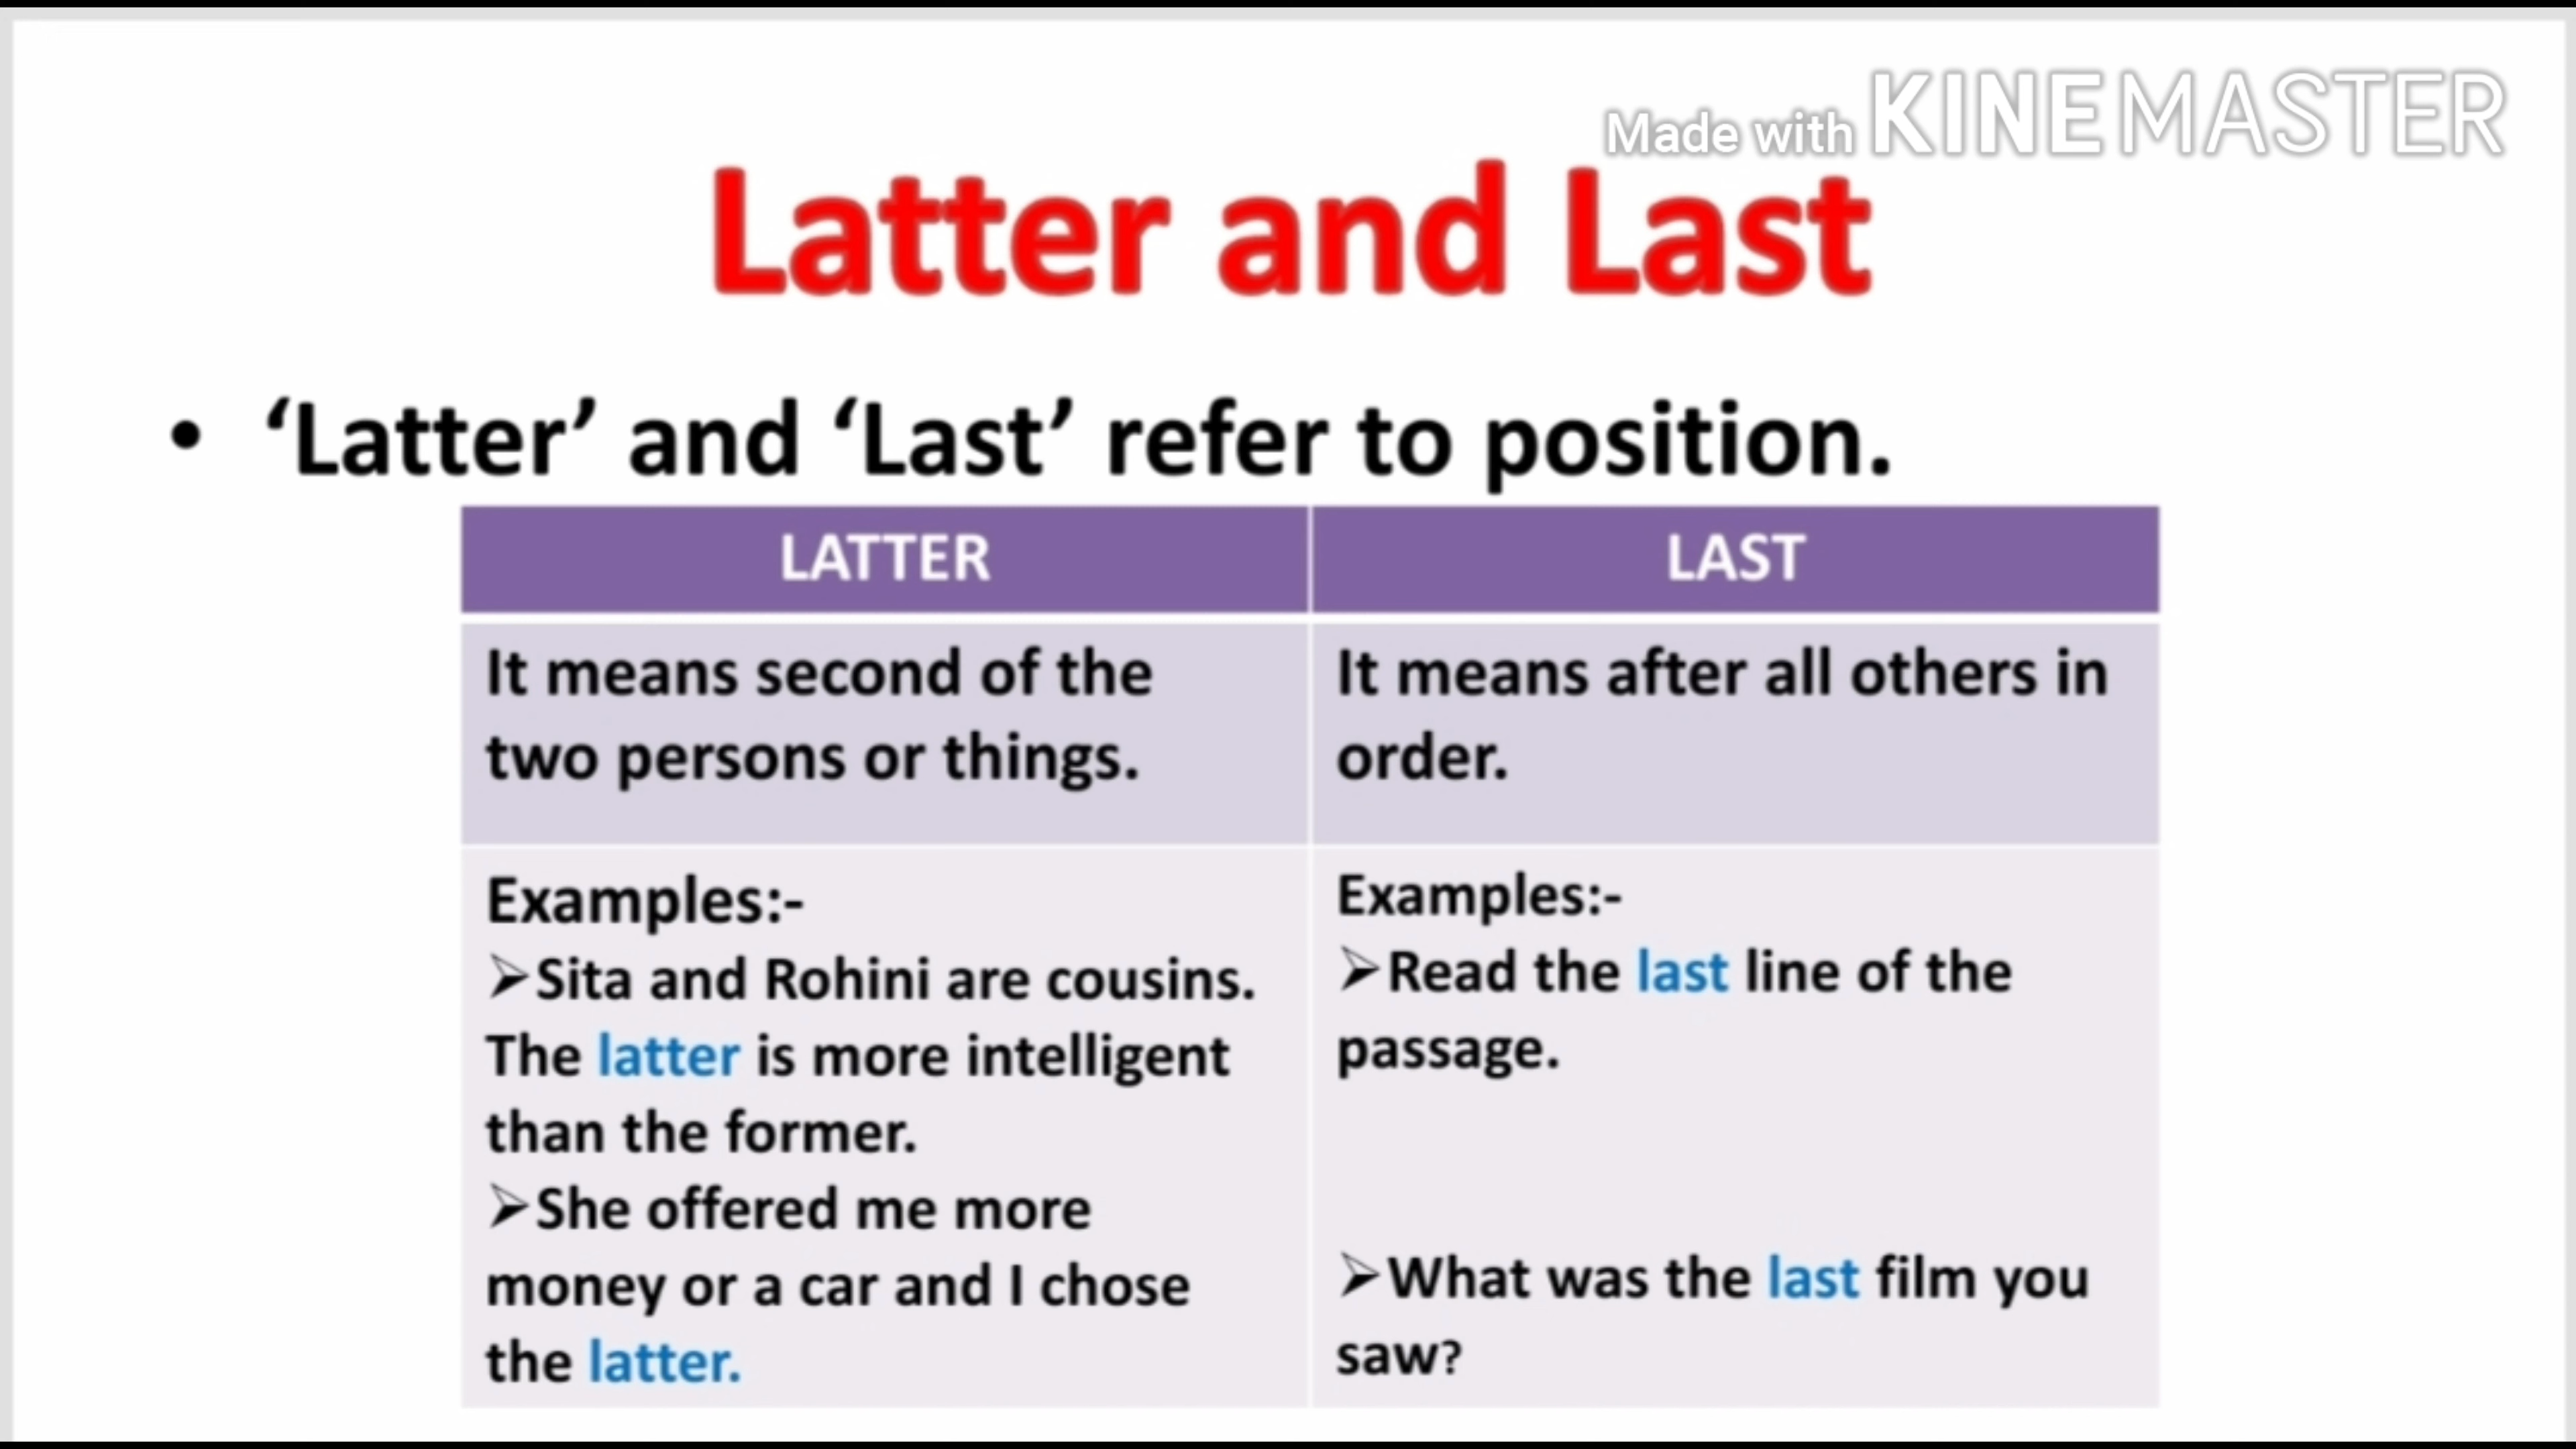 Made with KINEMASTER
Latter and Last
• ‘Latter’ and ‘Last’ refer to position.
LATTER
LAST
It means second of the
two persons or things.
It means after all others in
order.
Examples:-
➢Sita and Rohini are cousins.
The latter is more intelligent
than the former.
➢She offered me more
money or a car and I chose
the latter.
Examples:-
➢Read the last line of the
passage.
➢What was the last film you
saw?